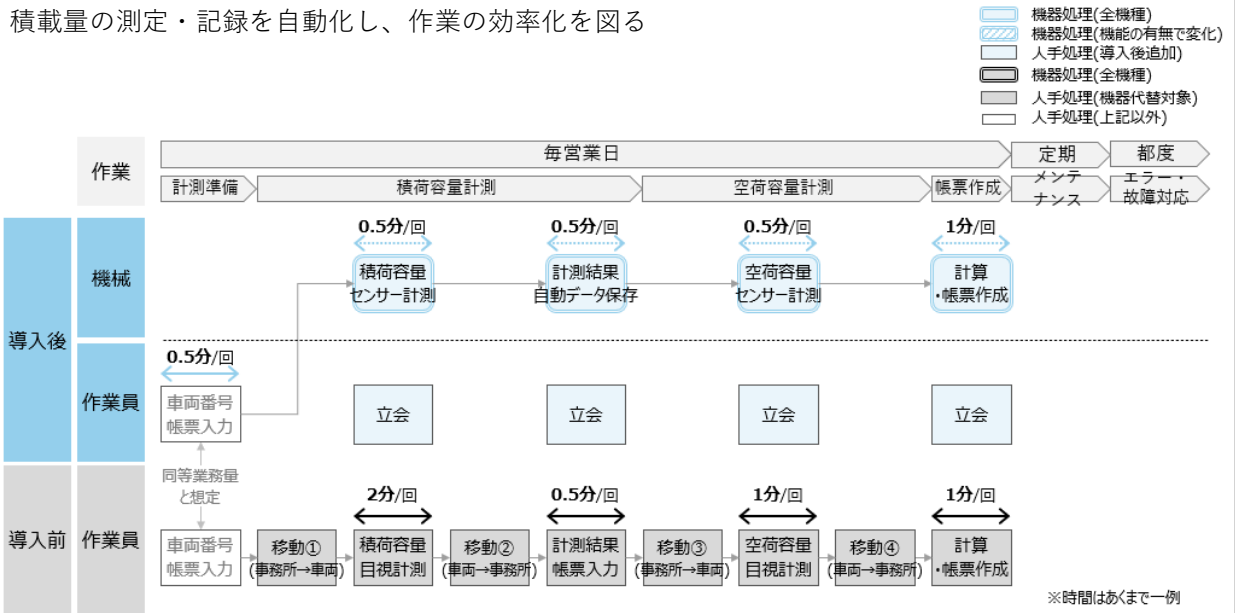 積載量の測定・記録を自動化し、作業の効率化を図る
機器処理(全機種)
機器処理(機能の有無で変化)
人手処理(導入後追加)
機器処理(全機種)
人手処理(機器代替対象)
人手処理(上記以外)
作業
毎営業日
定期
都度
計測準備
積荷容量計測
空荷容量計測
帳票作成
メンテ
ナンス
エラー・
故障対応
導入後
機械
0.5分/回
0.5分/回
0.5分/回
1分/回
積荷容量
センサー計測
計測結果
自動データ保存
空荷容量
センサー計測
計算
・帳票作成
作業員
0.5分/回
車両番号
帳票入力
立会
立会
立会
立会
同等業務量
と想定
導入前
作業員
2分/回
0.5分/回
1分/回
1分/回
車両番号
帳票入力
移動①
(事務所→車両)
積荷容量
目視計測
移動②
(車両→事務所)
計測結果
帳票入力
移動③
(事務所→車両)
空荷容量
目視計測
移動④
(車両→事務所)
計算
・帳票作成
※時間はあくまで一例